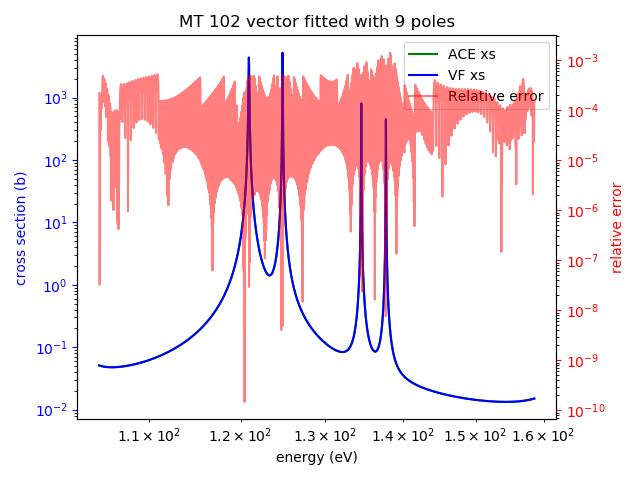 MT 102 vector fitted with 9 poles
ACE xs
VF xs
Relative error
cross section (b)
10³
10²
10¹
10⁰
10⁻¹
10⁻²
relative error
10⁻³
10⁻⁴
10⁻⁵
10⁻⁶
10⁻⁷
10⁻⁸
10⁻⁹
10⁻¹⁰
1.1 × 10² 1.2 × 10² 1.3 × 10² 1.4 × 10² 1.5 × 10² 1.6 × 10²
energy (eV)